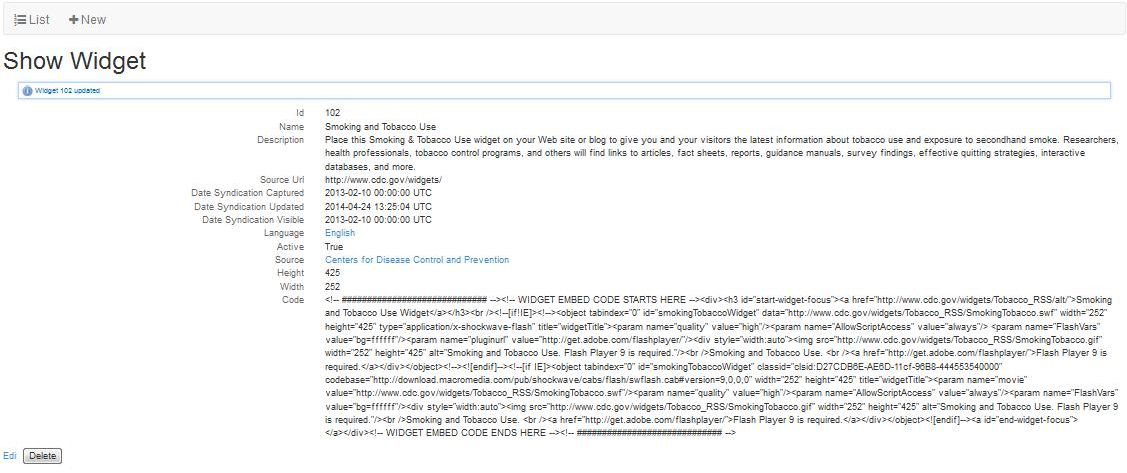 List New
Show Widget
Widget 102 updated
Id 102
Name Smoking and Tobacco Use
Description Place this Smoking & Tobacco Use widget on your Web site or blog to give you and your visitors the latest information about tobacco use and exposure to secondhand smoke. Researchers,
health professionals, tobacco control programs, and others will find links to articles, fact sheets, reports, guidance manuals, survey findings, effective quitting strategies, interactive
databases, and more.
Source Url http://www.cdc.gov/widgets/
Date Syndication Captured 2013-02-10 00:00:00 UTC
Date Syndication Updated 2014-04-24 13:25:04 UTC
Date Syndication Visible 2013-02-10 00:00:00 UTC
Language English
Active True
Source Centers for Disease Control and Prevention
Height 425
Width 252
Code <!-- ############################# --><!-- WIDGET EMBED CODE STARTS HERE --><div><h3 id="start-widget-focus"><a href="http://www.cdc.gov/widgets/Tobacco_RSS/alt/">Smoking
and Tobacco Use Widget</a></h3><br /><!--[if!IE]><!--><object tabindex="0" id="smokingTobaccoWidget" data="http://www.cdc.gov/widgets/Tobacco_RSS/SmokingTobacco.swf" width="252"
height="425" type="application/x-shockwave-flash" title="widgetTitle"><param name="quality" value="high"/><param name="AllowScriptAccess" value="always"/> <param name="FlashVars"
value="bg=ffffff"/><param name="pluginurl" value="http://get.adobe.com/flashplayer/"/><div style="width:auto"><img src="http://www.cdc.gov/widgets/Tobacco_RSS/SmokingTobacco.gif"
width="252" height="425" alt="Smoking and Tobacco Use. Flash Player 9 is required."/><br />Smoking and Tobacco Use. <br /><a href="http://get.adobe.com/flashplayer/">Flash Player 9 is
required.</a></div></object><!--<![endif]--><!--[if IE]><object tabindex="0" id="smokingTobaccoWidget" classid="clsid:D27CDB6E-AE6D-11cf-96B8-444553540000"
codebase="http://download.macromedia.com/pub/shockwave/cabs/flash/swflash.cab#version=9,0,0,0" width="252" height="425" title="widgetTitle"><param name="movie"
value="http://www.cdc.gov/widgets/Tobacco_RSS/SmokingTobacco.swf"/><param name="quality" value="high"/><param name="AllowScriptAccess" value="always"/><param name="FlashVars"
value="bg=ffffff"/><div style="width:auto"><img src="http://www.cdc.gov/widgets/Tobacco_RSS/SmokingTobacco.gif" width="252" height="425" alt="Smoking and Tobacco Use. Flash Player 9
is required."/><br />Smoking and Tobacco Use. <br /><a href="http://get.adobe.com/flashplayer/">Flash Player 9 is required.</a></div></object><![endif]--><a id="end-widget-focus">
</a></div><!-- WIDGET EMBED CODE ENDS HERE --><!-- ############################# -->
Edi Delete